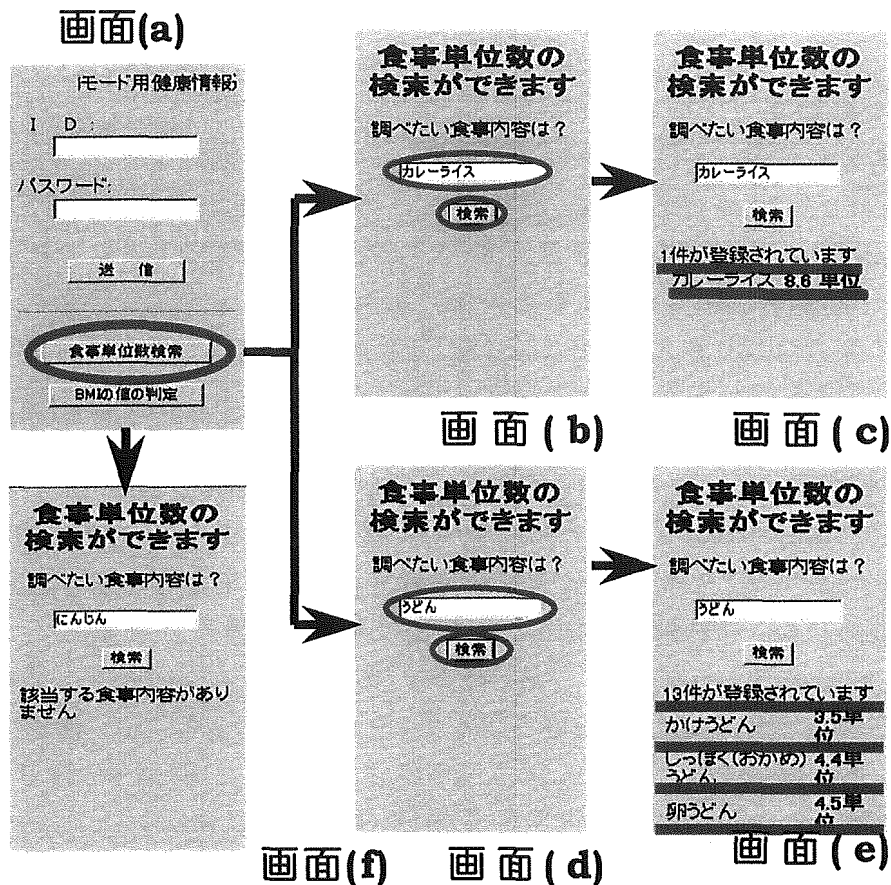 画面(a)
iモード用健康情報
I D :
パスワード:
送 信
食事単位数検索
BMIの値の判定
食事単位数の
検索ができます
調べたい食事内容は？
カレーライス
検索
画面(b)
食事単位数の
検索ができます
調べたい食事内容は？
カレーライス
検索
1件が登録されています
カレーライス 8.6 単位
画面(c)
食事単位数の
検索ができます
調べたい食事内容は？
にんじん
検索
該当する食事内容があり
ません
画面(f)
食事単位数の
検索ができます
調べたい食事内容は？
うどん
検索
画面(d)
食事単位数の
検索ができます
調べたい食事内容は？
うどん
検索
13件が登録されています
かけうどん 3.5単
位
しっぽく(おかめ) 4.4単
うどん 位
卵うどん 4.5単
位
画面(e)